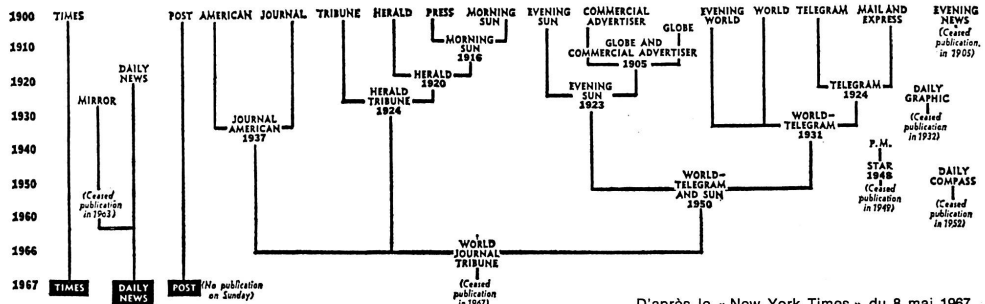 1900 TIMES POST AMERICAN JOURNAL TRIBUNE HERALD PRESS MORNING SUN EVENING SUN COMMERCIAL ADVERTISER GLOBE EVENING WORLD WORLD TELEGRAM MAIL AND EXPRESS EVENING NEWS
(Ceased publication, in 1905)
1910
MORNING SUN 1916
GLOBE AND COMMERCIAL ADVERTISER 1905
DAILY NEWS
1920
HERALD 1920
MIRROR
HERALD TRIBUNE 1924
EVENING SUN 1923
TELEGRAM 1924
DAILY GRAPHIC
(Ceased publication in 1932)
1930
JOURNAL AMERICAN 1937
WORLD-TELEGRAM 1931
1940
P.M.
STAR 1948
(Ceased publication in 1949)
DAILY COMPASS
(Ceased publication in 1952)
1950
(Ceased publication in 1963)
WORLD-TELEGRAM AND SUN 1950
1960
1966
WORLD JOURNAL TRIBUNE
(Ceased publication in 1967)
1967 TIMES DAILY NEWS POST (No publication on Sunday)
D'après le « New York Times » du 8 mai 1967